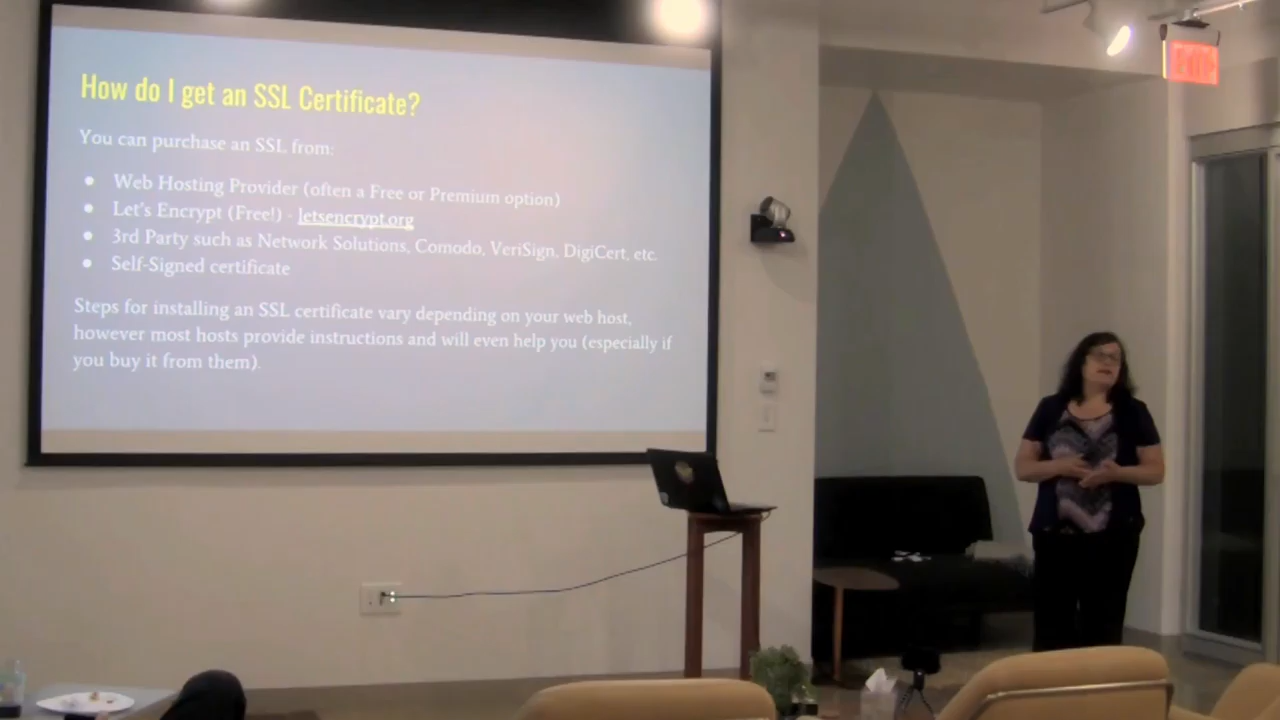 How do I get an SSL Certificate?
You can purchase an SSL from:
● Web Hosting Provider (often a Free or Premium option)
● Let's Encrypt (Free!) - letsencrypt.org
● 3rd Party such as Network Solutions, Comodo, VeriSign, DigiCert, etc.
● Self-Signed certificate
Steps for installing an SSL certificate vary depending on your web host,
however most hosts provide instructions and will even help you (especially if
you buy it from them).
EXIT